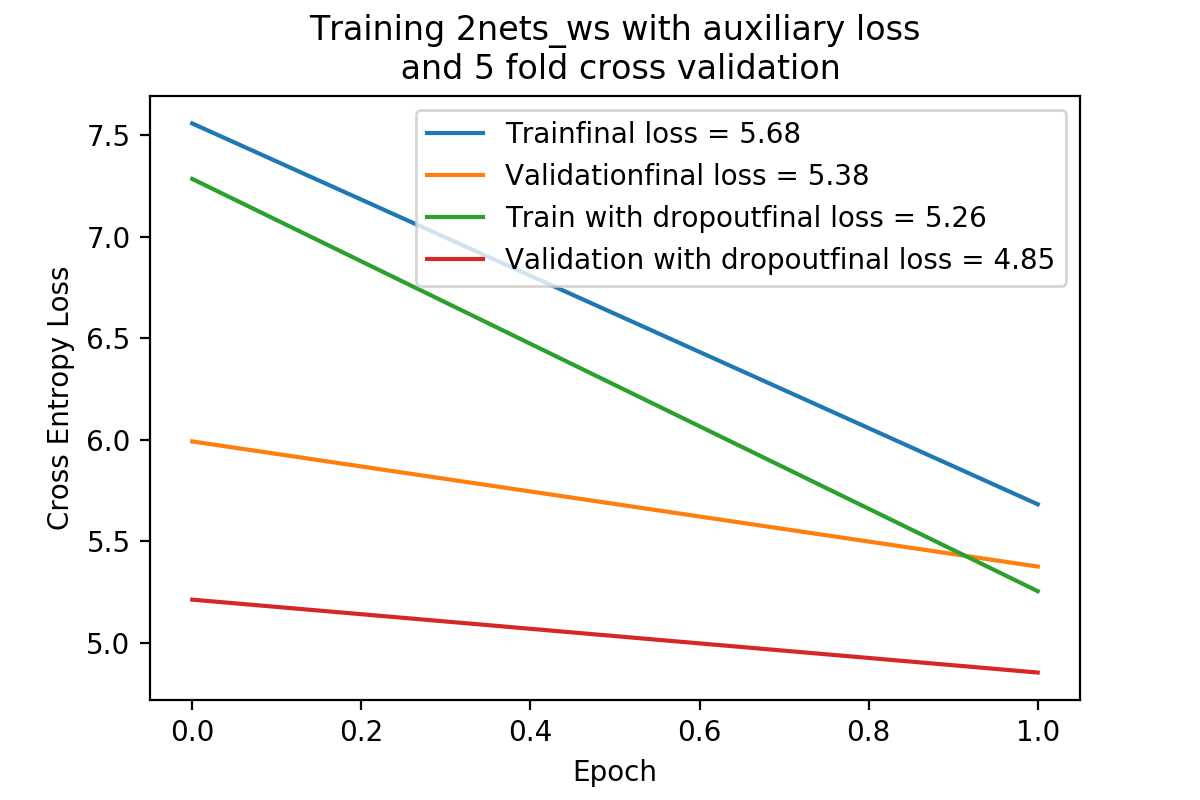 Training 2nets_ws with auxiliary loss
and 5 fold cross validation
Trainfinal loss = 5.68
Validationfinal loss = 5.38
Train with dropoutfinal loss = 5.26
Validation with dropoutfinal loss = 4.85
Cross Entropy Loss
7.5
7.0
6.5
6.0
5.5
5.0
0.0 0.2 0.4 0.6 0.8 1.0
Epoch